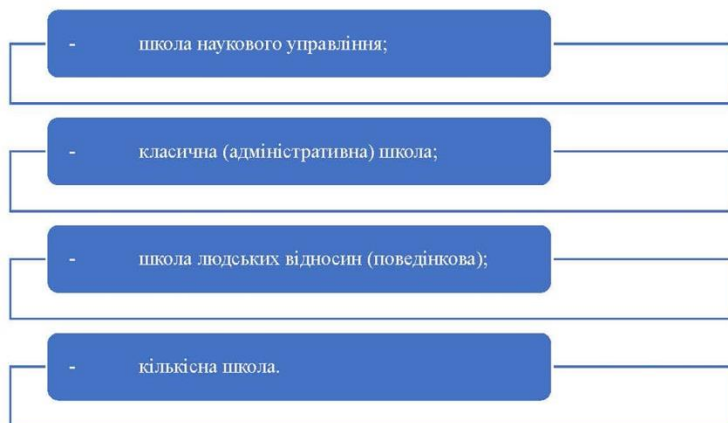 - школа наукового управління;
- класична (адміністративна) школа;
- школа людських відносин (поведінкова);
- кількісна школа.